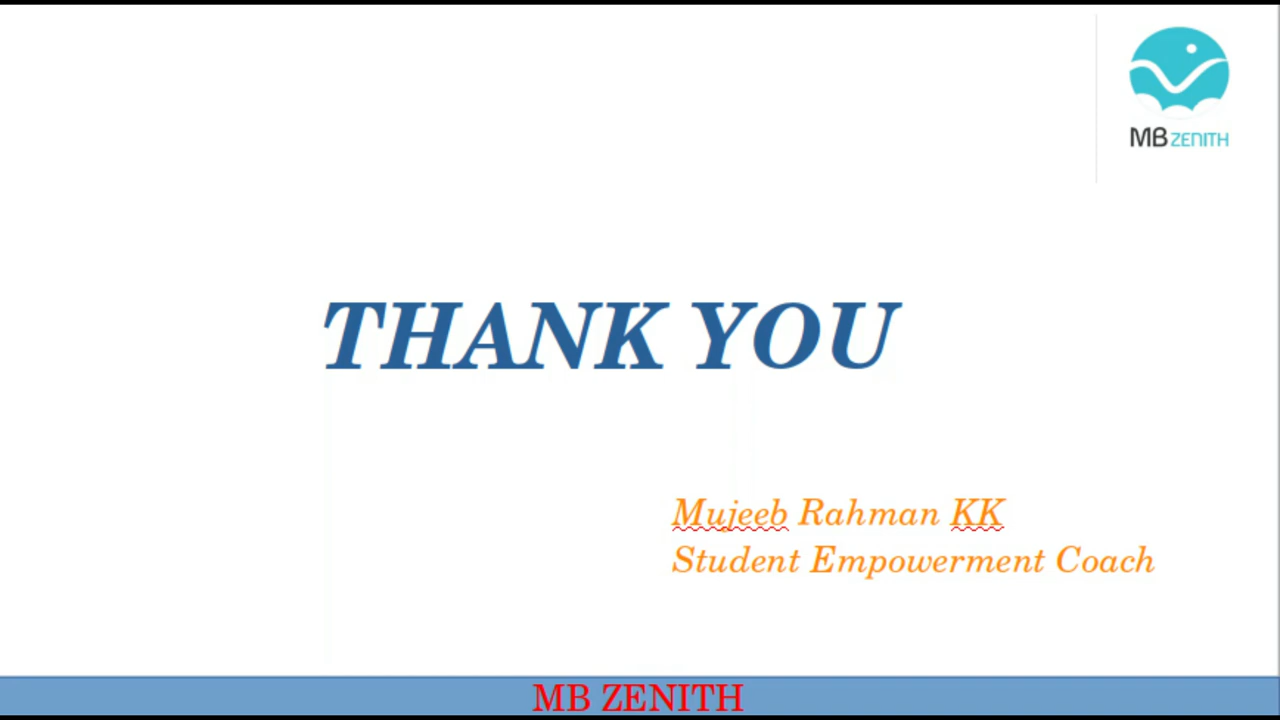 MB ZENITH
THANK YOU
Mujeeb Rahman KK
Student Empowerment Coach
MB ZENITH